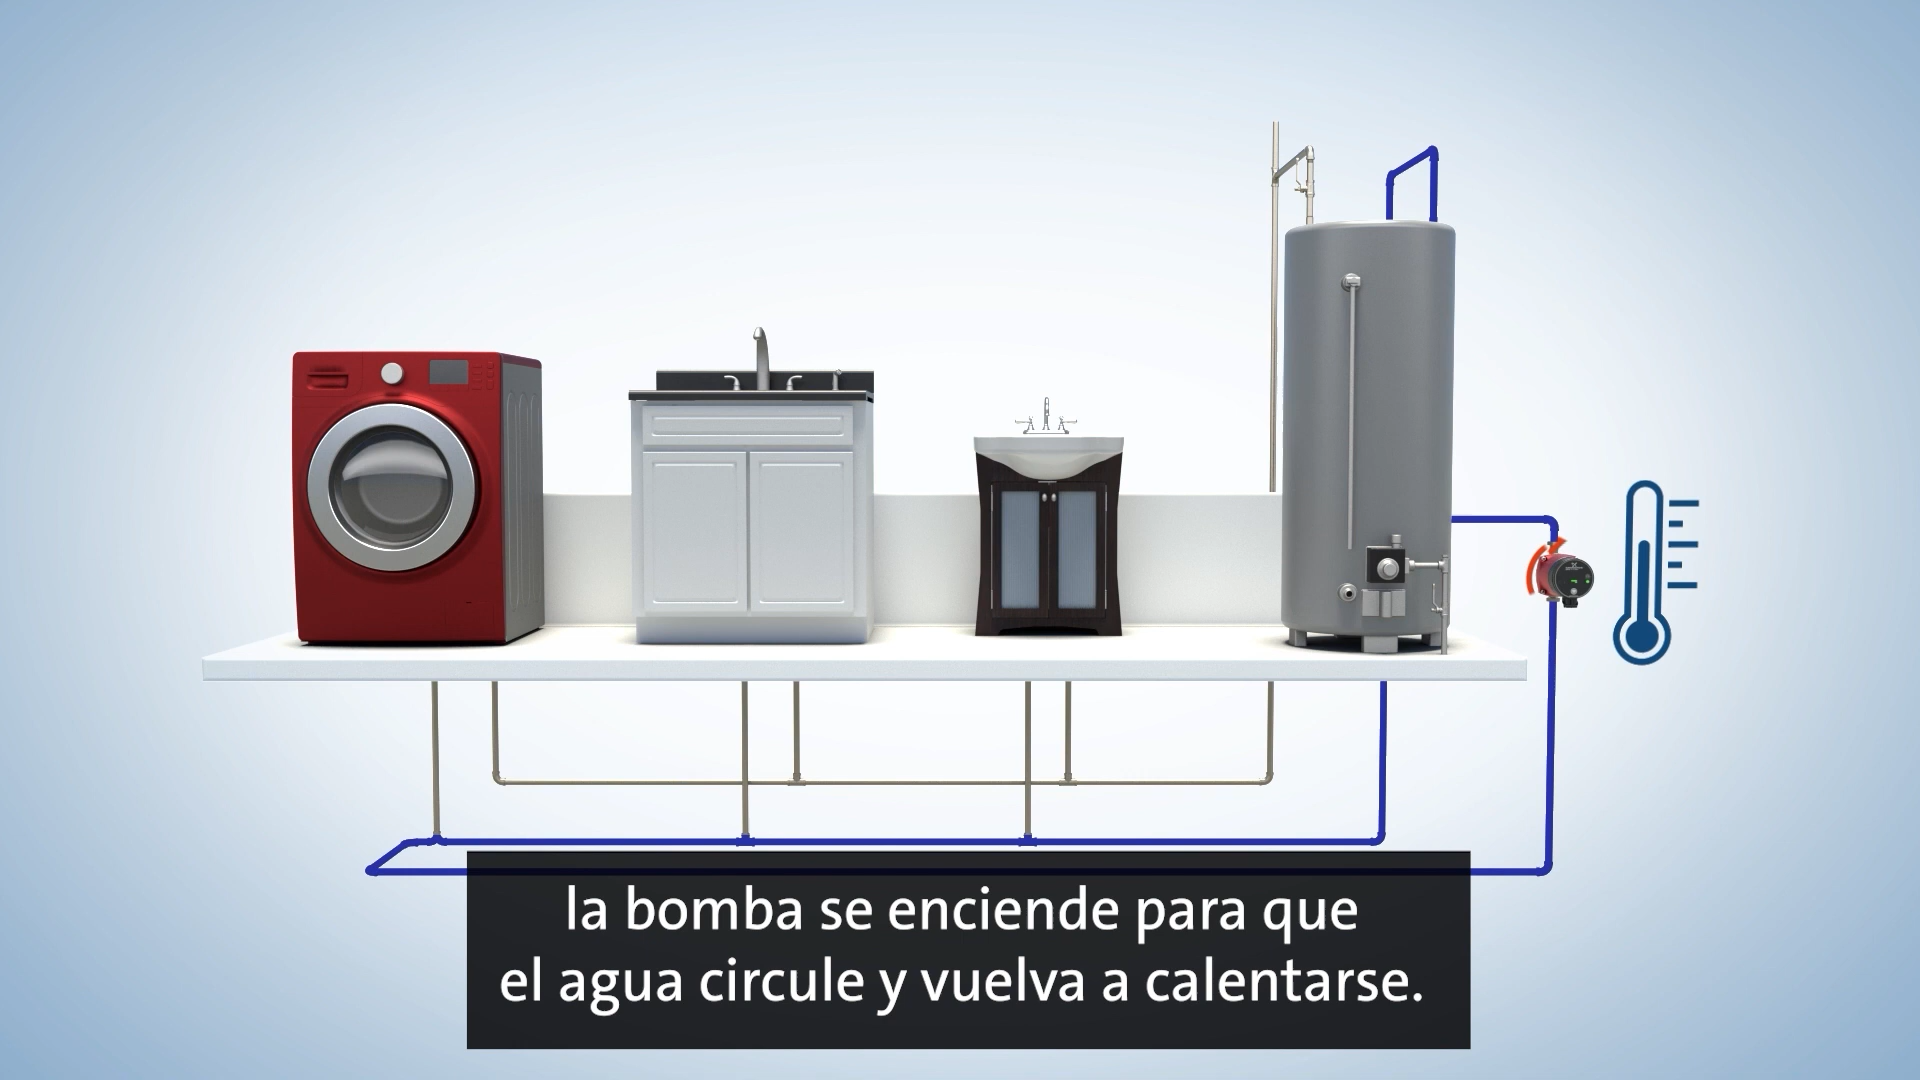 la bomba se enciende para que
el agua circule y vuelva a calentarse.